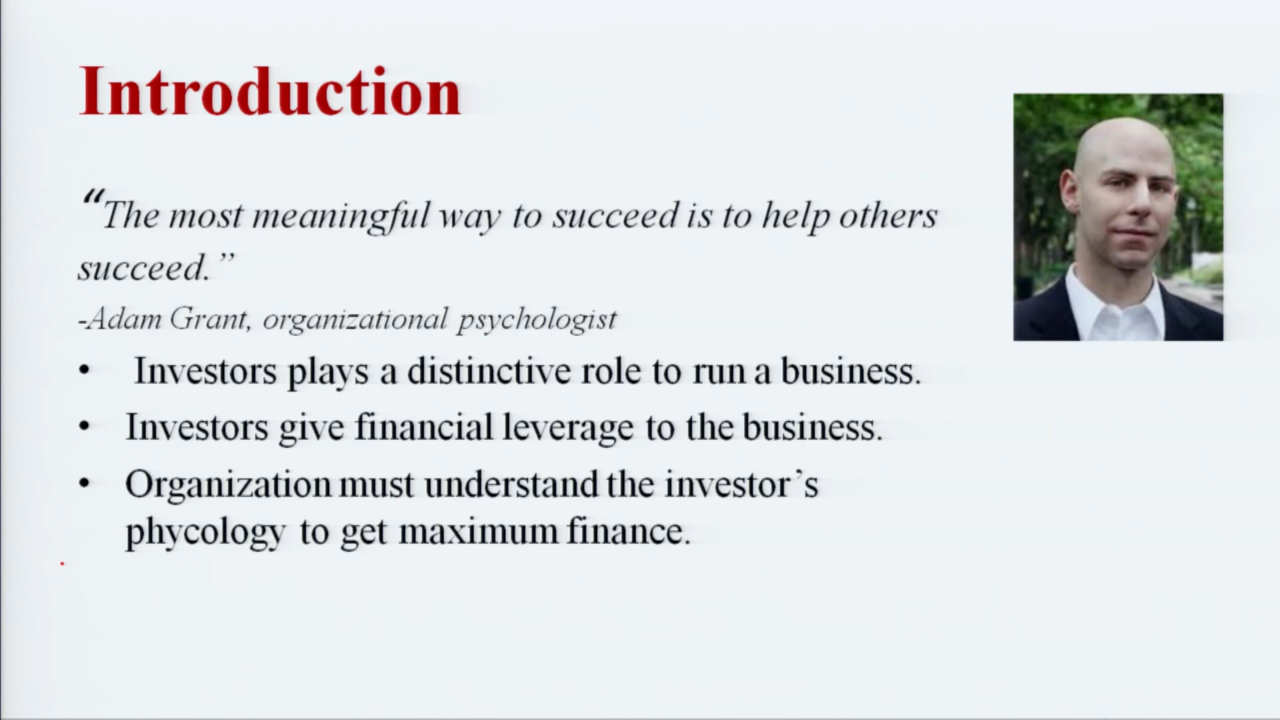 Introduction
“The most meaningful way to succeed is to help others
succeed.”
-Adam Grant, organizational psychologist
• Investors plays a distinctive role to run a business.
• Investors give financial leverage to the business.
• Organization must understand the investor’s
phycology to get maximum finance.